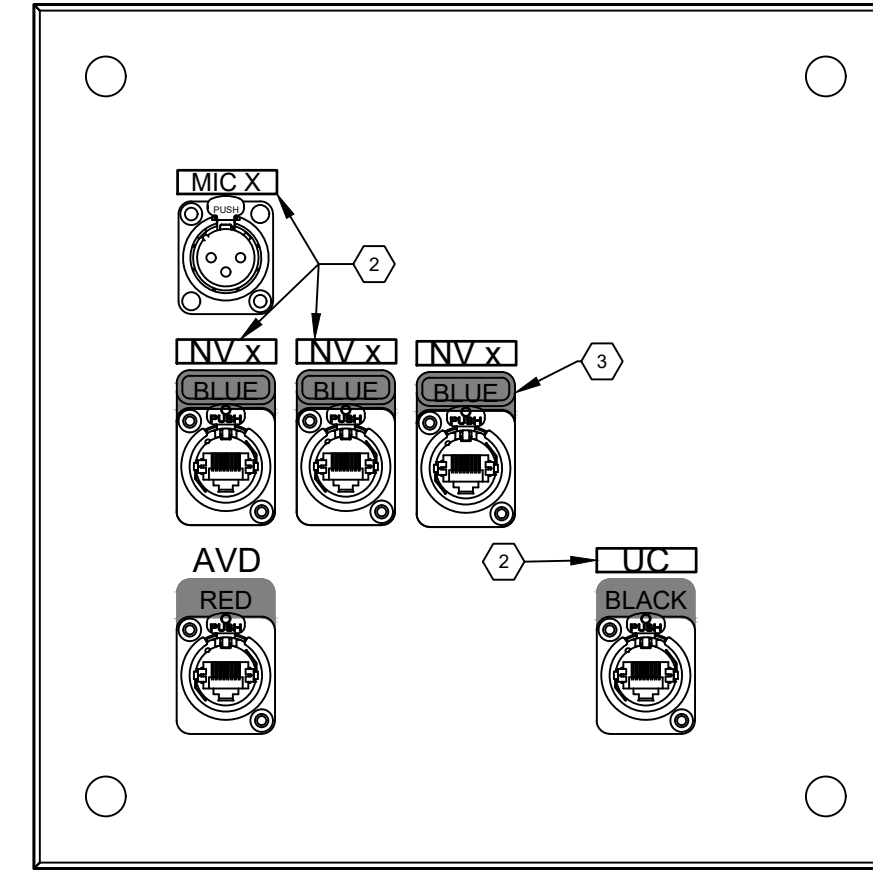 MIC X
PUSH
2
NV x NV x NV x
3
BLUE BLUE BLUE
PUSH PUSH PUSH
AVD
2
UC
RED
BLACK
PUSH PUSH